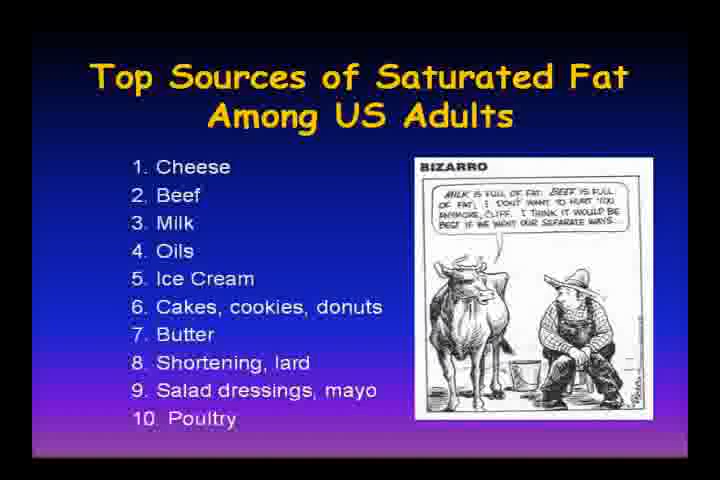 Top Sources of Saturated Fat
Among US Adults
1. Cheese
2. Beef
3. Milk
4. Oils
5. Ice Cream
6. Cakes, cookies, donuts
7. Butter
8. Shortening, lard
9. Salad dressings, mayo
10. Poultry
BIZARRO
MILK IS FULL OF FAT. BEEF IS FULL
OF FAT. I DON'T WANT TO HURT YOU
ANYMORE, CLIFF. I THINK IT WOULD BE
BEST IF WE WENT OUR SEPARATE WAYS...